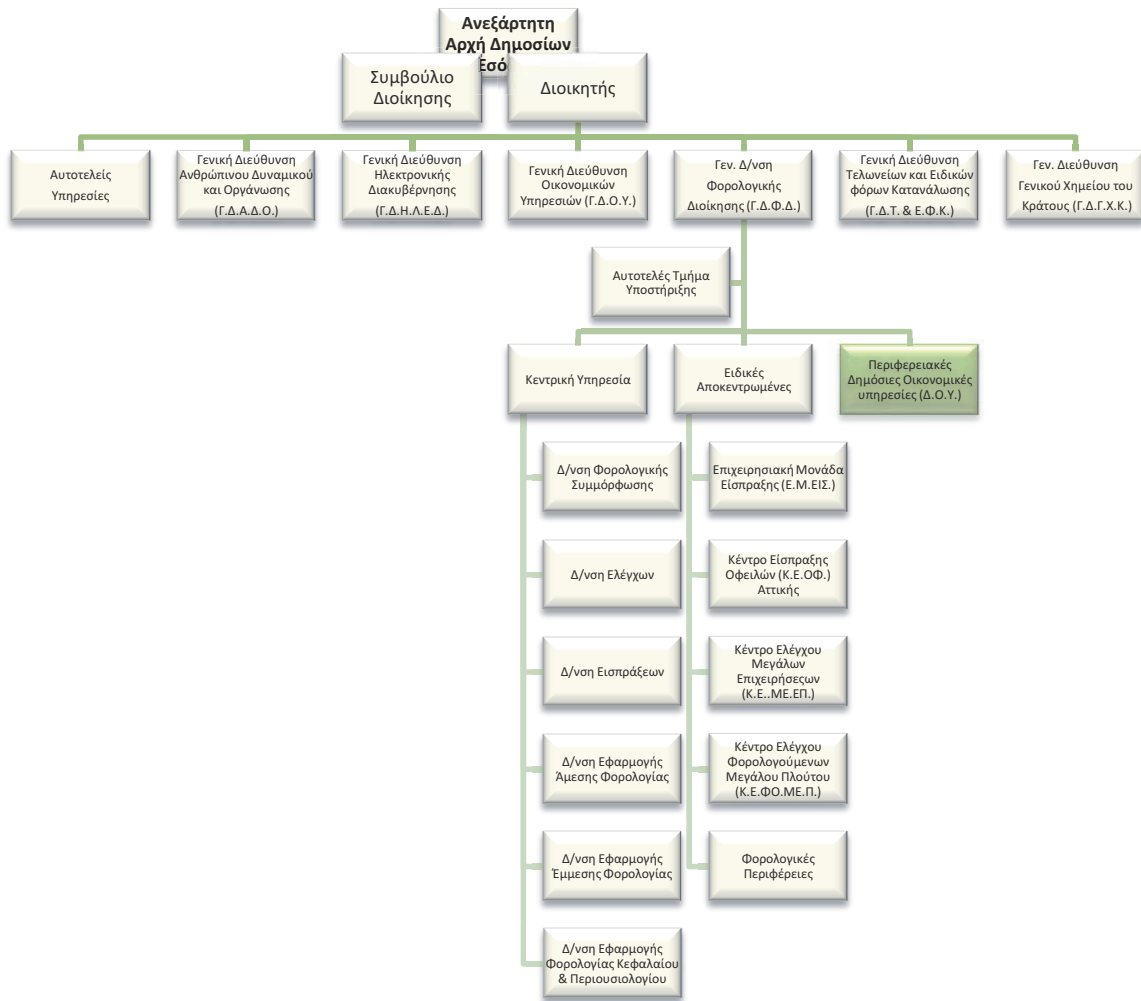 Ανεξάρτητη
Αρχή Δημοσίων
Συμβούλιο
Διοίκησης
Διοικητής
Αυτοτελείς
Υπηρεσίες
Γενική Διεύθυνση
Ανθρώπινου Δυναμικού
και Οργάνωσης
(Γ.Δ.Α.Δ.Ο.)
Γενική Διεύθυνση
Ηλεκτρονικής
Διακυβέρνησης
(Γ.Δ.Η.Λ.Ε.Δ.)
Γενική Διεύθυνση
Οικονομικών
Υπηρεσιών (Γ.Δ.Ο.Υ.)
Γεν. Δ/νση
Φορολογικής
Διοίκησης (Γ.Δ.Φ.Δ.)
Γενική Διεύθυνση
Τελωνείων και Ειδικών
φόρων Κατανάλωσης
(Γ.Δ.Τ. & Ε.Φ.Κ.)
Γεν. Διεύθυνση
Γενικού Χημείου του
Κράτους (Γ.Δ.Γ.Χ.Κ.)
Αυτοτελές Τμήμα
Υποστήριξης
Κεντρική Υπηρεσία
Ειδικές
Αποκεντρωμένες
Περιφερειακές
Δημόσιες Οικονομικές
υπηρεσίες (Δ.Ο.Υ.)
Δ/νση Φορολογικής
Συμμόρφωσης
Δ/νση Ελέγχων
Δ/νση Εισπράξεων
Δ/νση Εφαρμογής
Άμεσης Φορολογίας
Δ/νση Εφαρμογής
Έμμεσης Φορολογίας
Δ/νση Εφαρμογής
Φορολογίας Κεφαλαίου
& Περιουσιολογίου
Επιχειρησιακή Μονάδα
Είσπραξης (Ε.Μ.ΕΙΣ.)
Κέντρο Είσπραξης
Οφειλών (Κ.Ε.ΟΦ.)
Αττικής
Κέντρο Ελέγχου
Μεγάλων
Επιχειρήσεςων
(Κ.Ε..ΜΕ.ΕΠ.)
Κέντρο Ελέγχου
Φορολογούμενων
Μεγάλου Πλούτου
(Κ.Ε.ΦΟ.ΜΕ.Π.)
Φορολογικές
Περιφέρειες